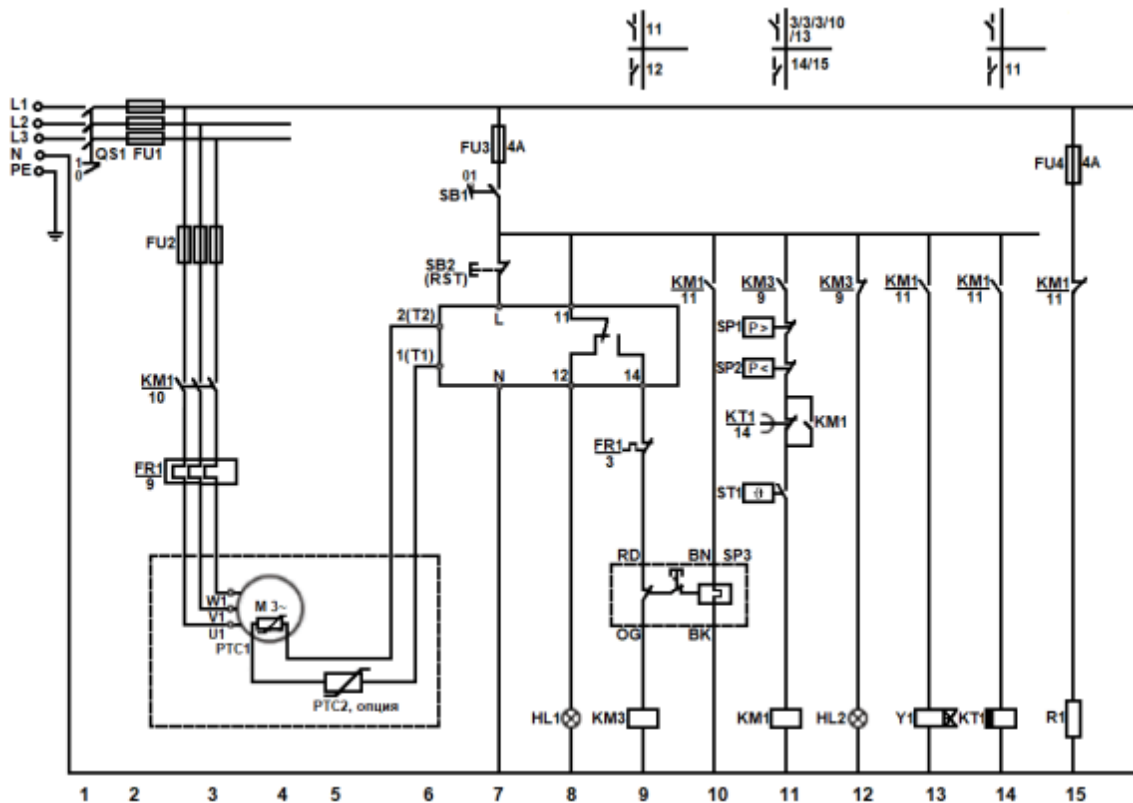 11
12
3/3/3/10
/13
14/15
11
L1
L2
L3
N
PE
QS1
FU1
1
0
FU3
4A
FU4
4A
01
SB1
FU2
SB2
(RST)
KM1
11
KM3
9
KM3
9
KM1
11
KM1
11
KM1
11
2(T2)
L
11
SP1
P >
1(T1)
SP2
P <
N
12
14
KM1
10
KT1
14
KM1
FR1
3
FR1
9
ST1
RD
BN
SP3
M 3~
W1
V1
U1
PTC1
OG
BK
PTC2, опция
HL1
KM3
KM1
HL2
Y1
KT1
R1
1 2 3 4 5 6 7 8 9 10 11 12 13 14 15